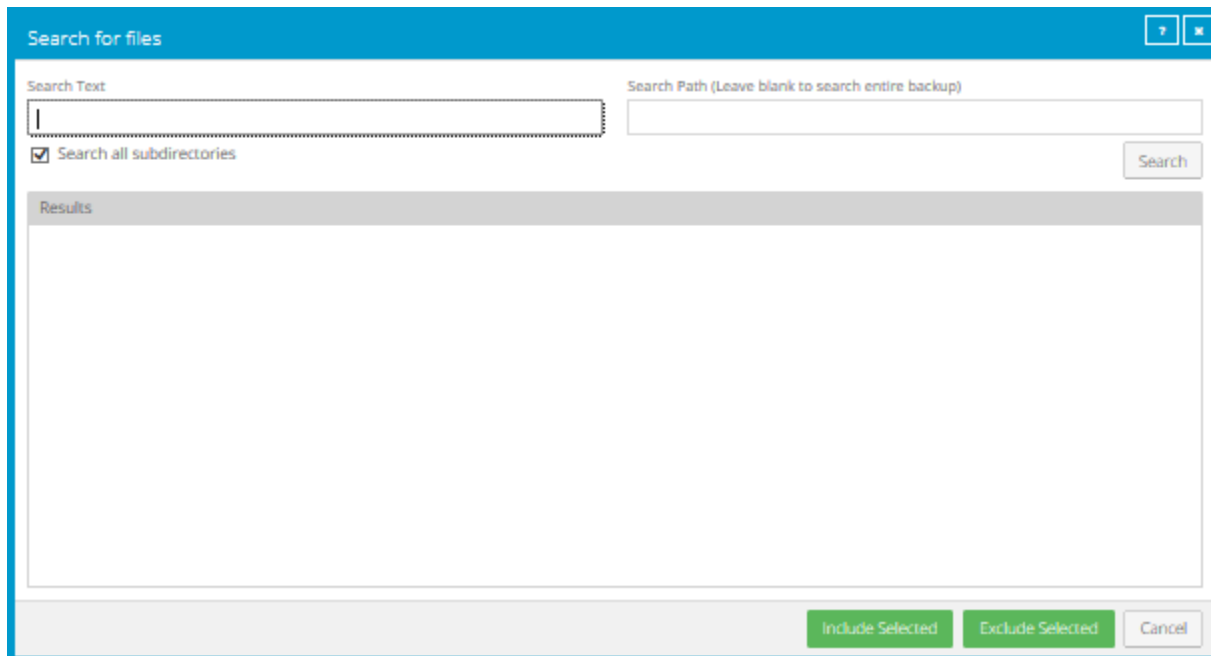 Search for files
?
Search Text
Search Path (Leave blank to search entire backup)
Search all subdirectories
Search
Results
Include Selected
Exclude Selected
Cancel